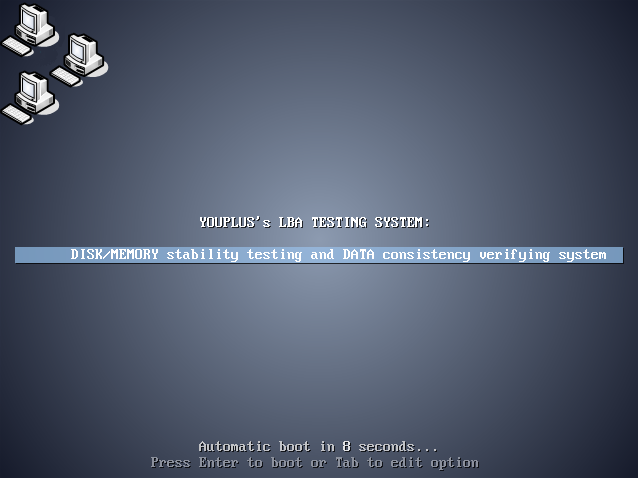 YOUPLUS's LBA TESTING SYSTEM:
DISK/MEMORY stability testing and DATA consistency verifying system
Automatic boot in 8 seconds...
Press Enter to boot or Tab to edit option